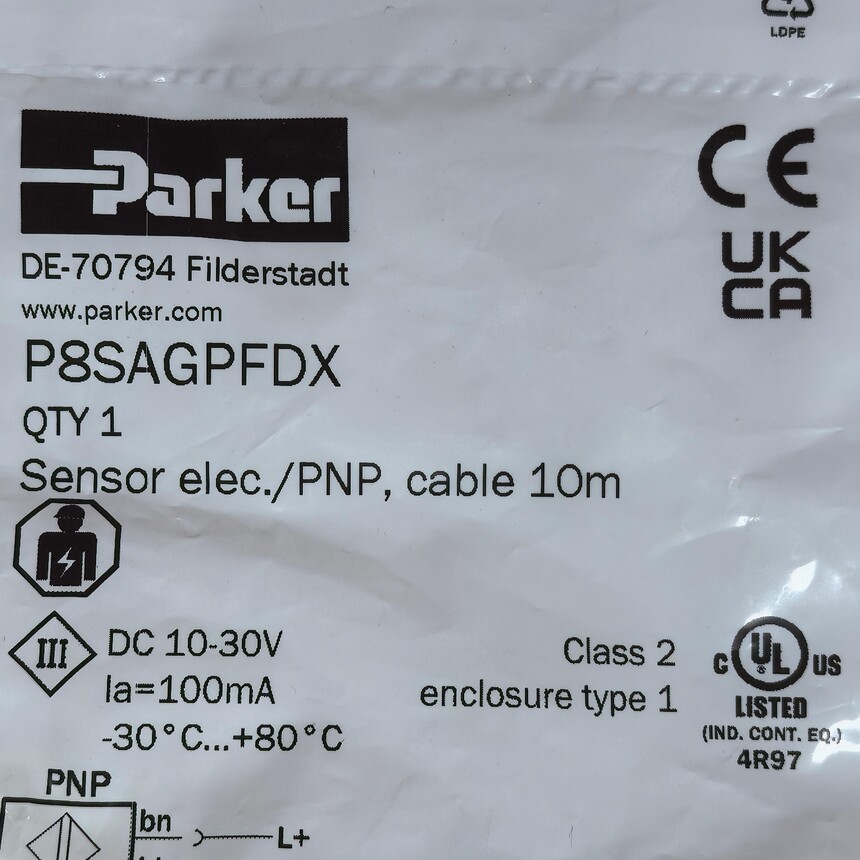 LDPE
Parker
CE
UK
CA
DE-70794 Filderstadt
www.parker.com
P8SAGPFDX
QTY 1
Sensor elec./PNP, cable 10m
III
DC 10-30V
Ia=100mA
-30°C...+80°C
Class 2
enclosure type 1
C UL US
LISTED
(IND. CONT. EQ.)
4R97
PNP
bn
L+